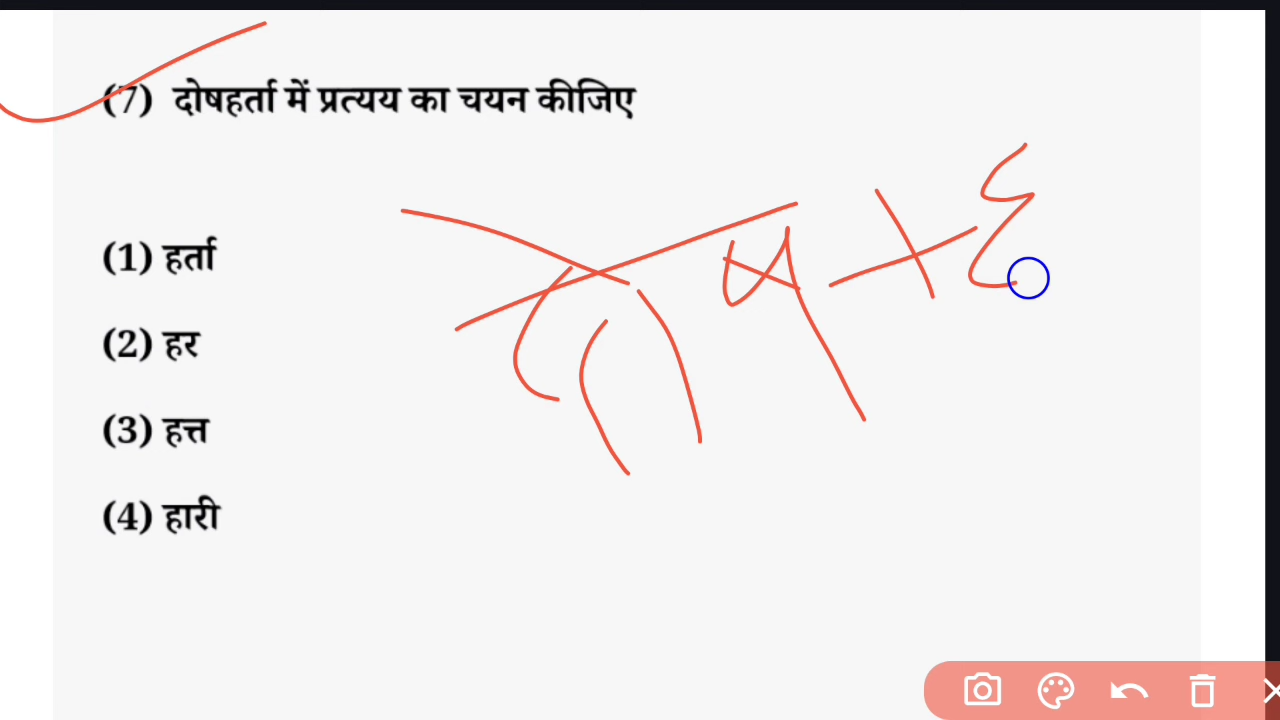 (7) दोषहर्ता में प्रत्यय का चयन कीजिए
(1) हर्ता
(2) हर
(3) हत्त
(4) हारी